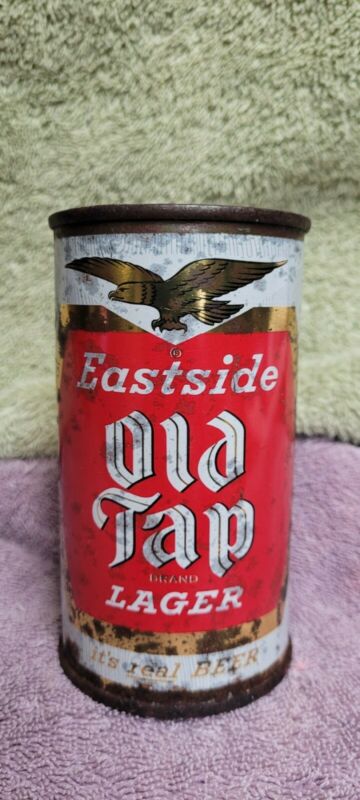 ®
Eastside
Old
Tap
BRAND
LAGER
it's real BEER